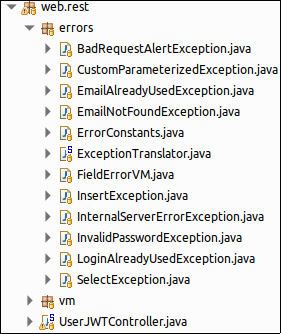 web.rest
errors
BadRequestAlertException.java
CustomParameterizedException.java
EmailAlreadyUsedException.java
EmailNotFoundException.java
ErrorConstants.java
ExceptionTranslator.java
FieldErrorVM.java
InsertException.java
InternalServerErrorException.java
InvalidPasswordException.java
LoginAlreadyUsedException.java
SelectException.java
vm
UserJWTController.java